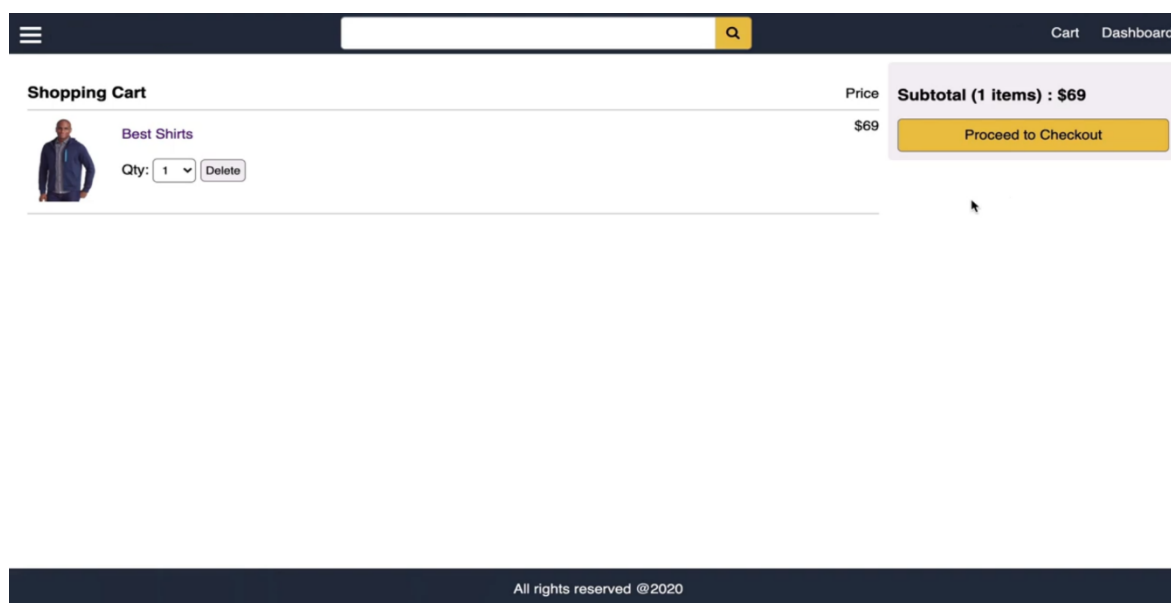 Cart Dashboard
Shopping Cart
Price
Best Shirts
$69
Qty: 1 Delete
Subtotal (1 items) : $69
Proceed to Checkout
All rights reserved @2020